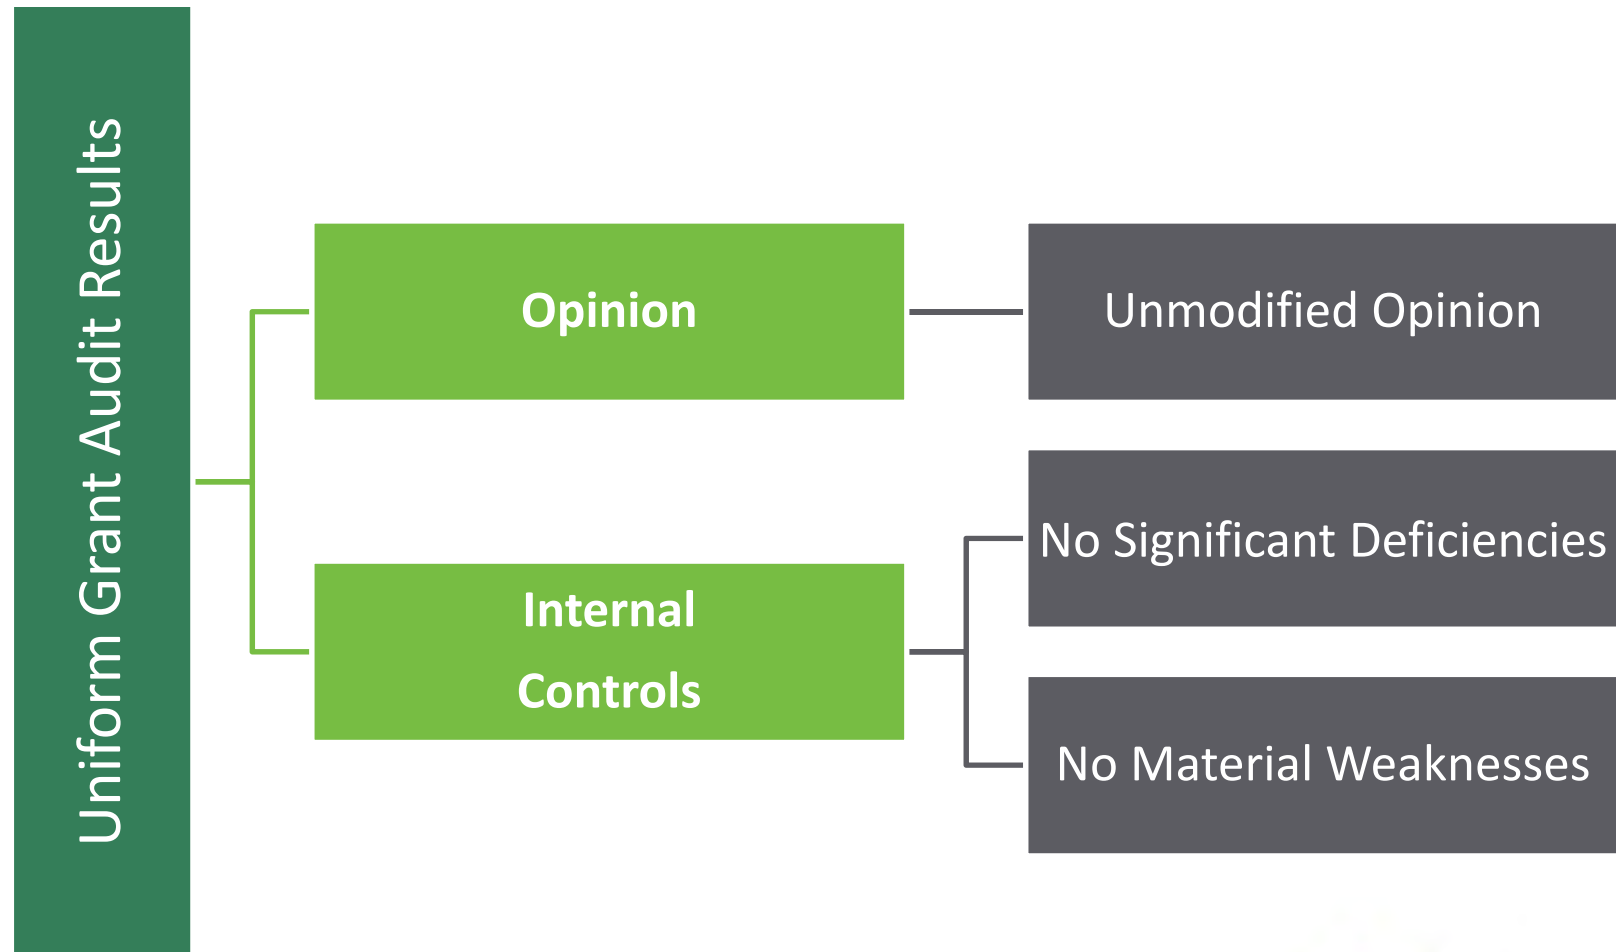 Uniform Grant Audit Results
Opinion
Unmodified Opinion
Internal
Controls
No Significant Deficiencies
No Material Weaknesses